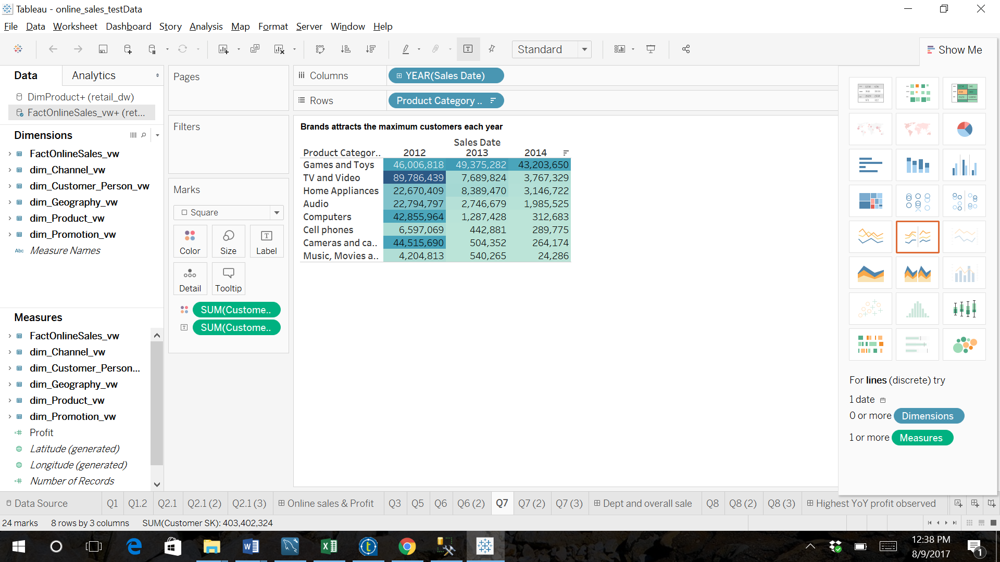 Tableau - online_sales_testData
File Data Worksheet Dashboard Story Analysis Map Format Server Window Help
Standard
Show Me
Data Analytics
DimProduct+ (retail_dw)
FactOnlineSales_vw+ (ret...
Dimensions
FactOnlineSales_vw
dim_Channel_vw
dim_Customer_Person_vw
dim_Geography_vw
dim_Product_vw
dim_Promotion_vw
Abc Measure Names
Measures
FactOnlineSales_vw
dim_Channel_vw
dim_Customer_Person...
dim_Geography_vw
dim_Product_vw
dim_Promotion_vw
Profit
Latitude (generated)
Longitude (generated)
Number of Records
Pages
Filters
Marks
Square
Color Size Label
Detail Tooltip
SUM(Custome..
SUM(Custome..
Columns YEAR(Sales Date)
Rows Product Category ..
Brands attracts the maximum customers each year
Sales Date
Product Categor.. 2012 2013 2014
Games and Toys 46,006,818 49,375,282 43,203,650
TV and Video 89,786,439 7,689,824 3,767,329
Home Appliances 22,670,409 8,389,470 3,146,722
Audio 22,794,797 2,746,679 1,985,525
Computers 42,855,964 1,287,428 312,683
Cell phones 6,597,069 442,881 289,775
Cameras and ca.. 44,515,690 504,352 264,174
Music, Movies a.. 4,204,813 540,265 24,286
For lines (discrete) try
1 date
0 or more Dimensions
1 or more Measures
Data Source Q1 Q1.2 Q2.1 Q2.1 (2) Q2.1 (3) Online sales & Profit Q3 Q5 Q6 Q6 (2) Q7 Q7 (2) Q7 (3) Dept and overall sale Q8 Q8 (2) Q8 (3) Highest YoY profit observed
24 marks 8 rows by 3 columns SUM(Customer SK): 403,402,324
12:38 PM
8/9/2017
1